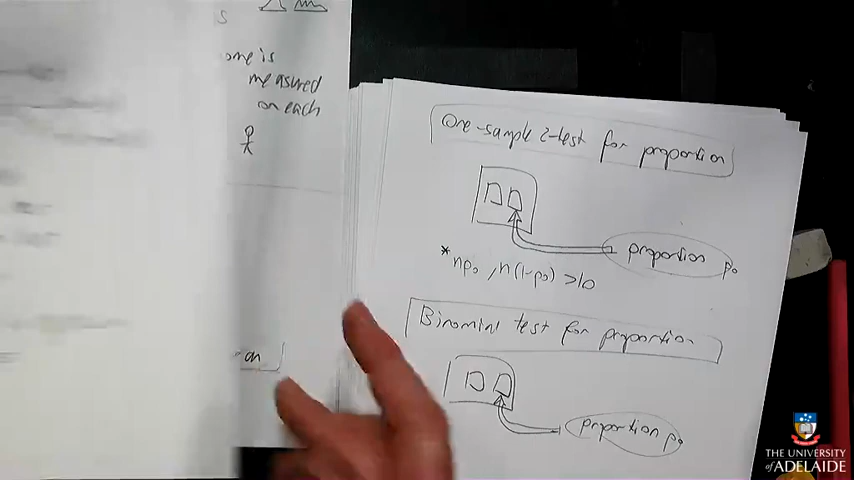 s
ome is
measured
on each
on
One-sample z-test for proportion
proportion p₀
*np₀, n(1-p₀) >10
Binomial test for proportion
proportion p₀
THE UNIVERSITY
of ADELAIDE